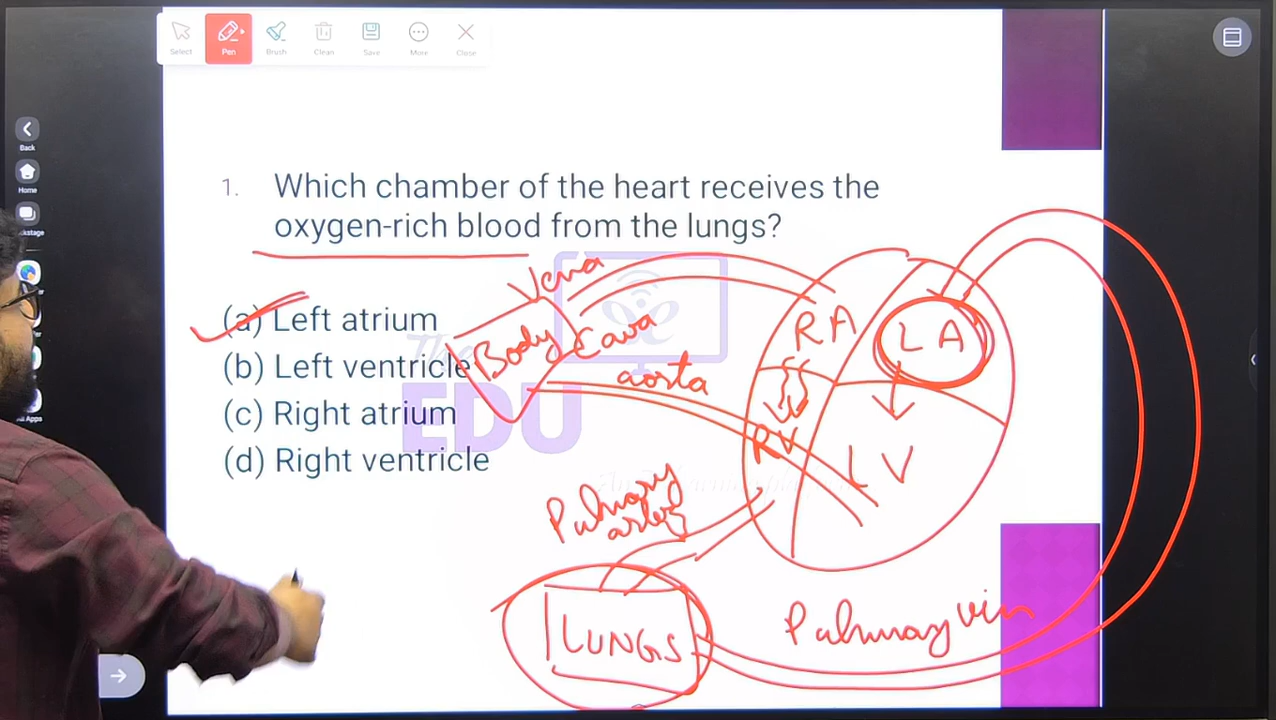 Select
Pen
Brush
Clean
Save
More
Close
Back
Home
1. Which chamber of the heart receives the
oxygen-rich blood from the lungs?
(a) Left atrium
(b) Left ventricle
(c) Right atrium
(d) Right ventricle
The
EDU
Vena
Cava
Body
aorta
RA
LA
RV
LV
Pulmonary
artery
LUNGS
Pulmonary vein